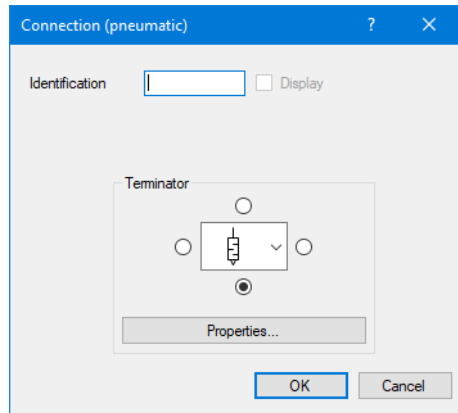 Connection (pneumatic) ?
Identification Display
Terminator
Properties...
OK Cancel